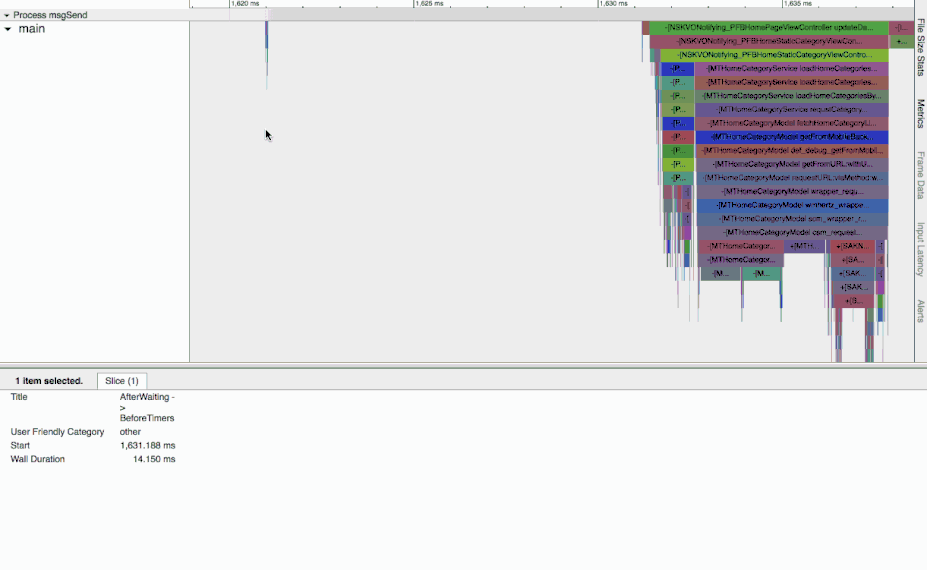 1,620 ms 1,625 ms 1,630 ms 1,635 ms
Process msgSend
main
-[NSKVONotifying_PFBHomePageViewController updateDa...
-[NSKVONotifying_PFBHomeStaticCategoryViewCon...
-[NSKVONotifying_PFBHomeStaticCategoryViewContro...
-[P... -[MTHomeCategoryService loadHomeCategories...
-[P... -[MTHomeCategoryService loadHomeCategories...
-[P... -[MTHomeCategoryService loadHomeCategoriesBy...
-[P... -[MTHomeCategoryService requestCategory...
-[P... -[MTHomeCategoryModel fetchHomeCategoryLi...
-[P... -[MTHomeCategoryModel getFromMobileBack...
-[P... -[MTHomeCategoryModel def_debug_getFromMobil...
-[P... -[MTHomeCategoryModel getFromURL:withU...
-[P... -[MTHomeCategoryModel requestURL:viaMethod:w...
-[MTHomeCategoryModel wrapper_requ...
-[MTHomeCategoryModel
-[MTHomeCategoryModel wrapper_r...
-[MTHomeCategoryModel
-[MTHomeCategor... +[MTH... +[SAKN...
-[MTHomeCategor... +[SA...
-[M... -[M... +[SAK...
+[SAK...
+[S...
File Size Stats
Metrics
Frame Data
Input Latency
Alerts
1 item selected. Slice (1)
Title AfterWaiting -
>
BeforeTimers
User Friendly Category other
Start 1,631.188 ms
Wall Duration 14.150 ms